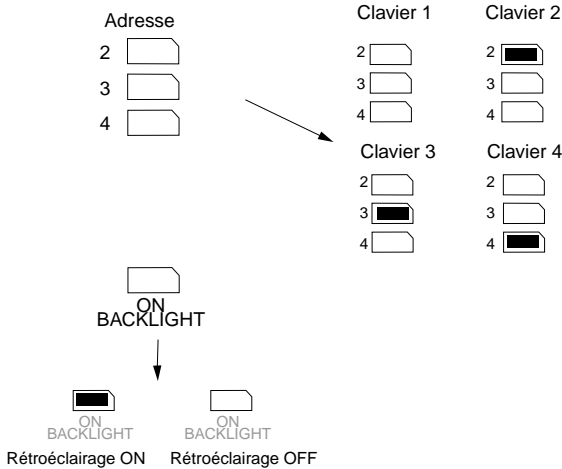 Adresse
2
3
4
Clavier 1
2
3
4
Clavier 2
2
3
4
Clavier 3
2
3
4
Clavier 4
2
3
4
ON
BACKLIGHT
ON
BACKLIGHT
Rétroéclairage ON
ON
BACKLIGHT
Rétroéclairage OFF